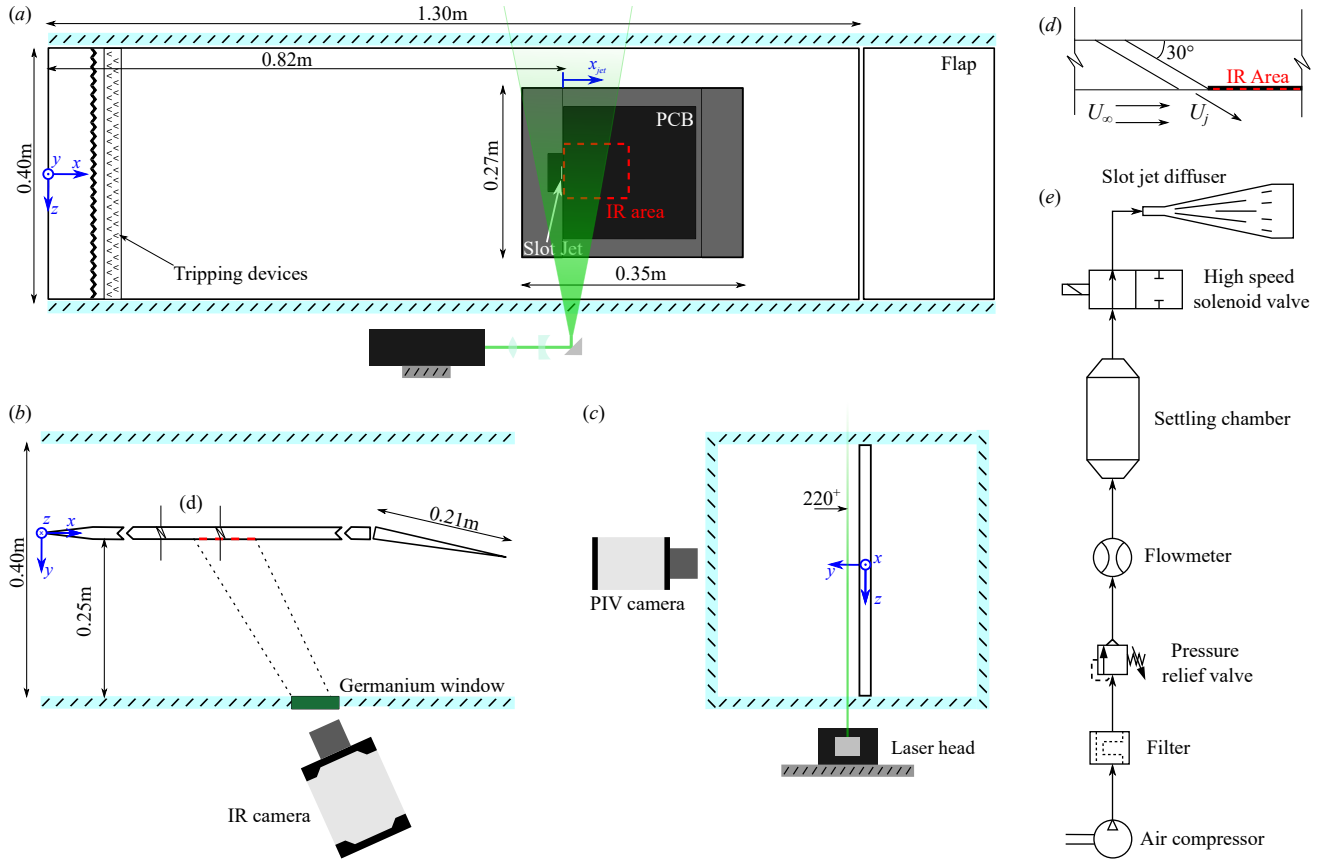 (a)
1.30m
0.82m
x_jet
Flap
PCB
0.40m
0.27m
y
x
z
IR area
Slot Jet
Tripping devices
0.35m
(b)
(d)
z
x
y
0.21m
0.40m
0.25m
Germanium window
IR camera
(c)
220⁺
PIV camera
y
x
z
Laser head
(d)
30°
IR Area
U∞
U_j
(e)
Slot jet diffuser
High speed
solenoid valve
Settling chamber
Flowmeter
Pressure
relief valve
Filter
Air compressor